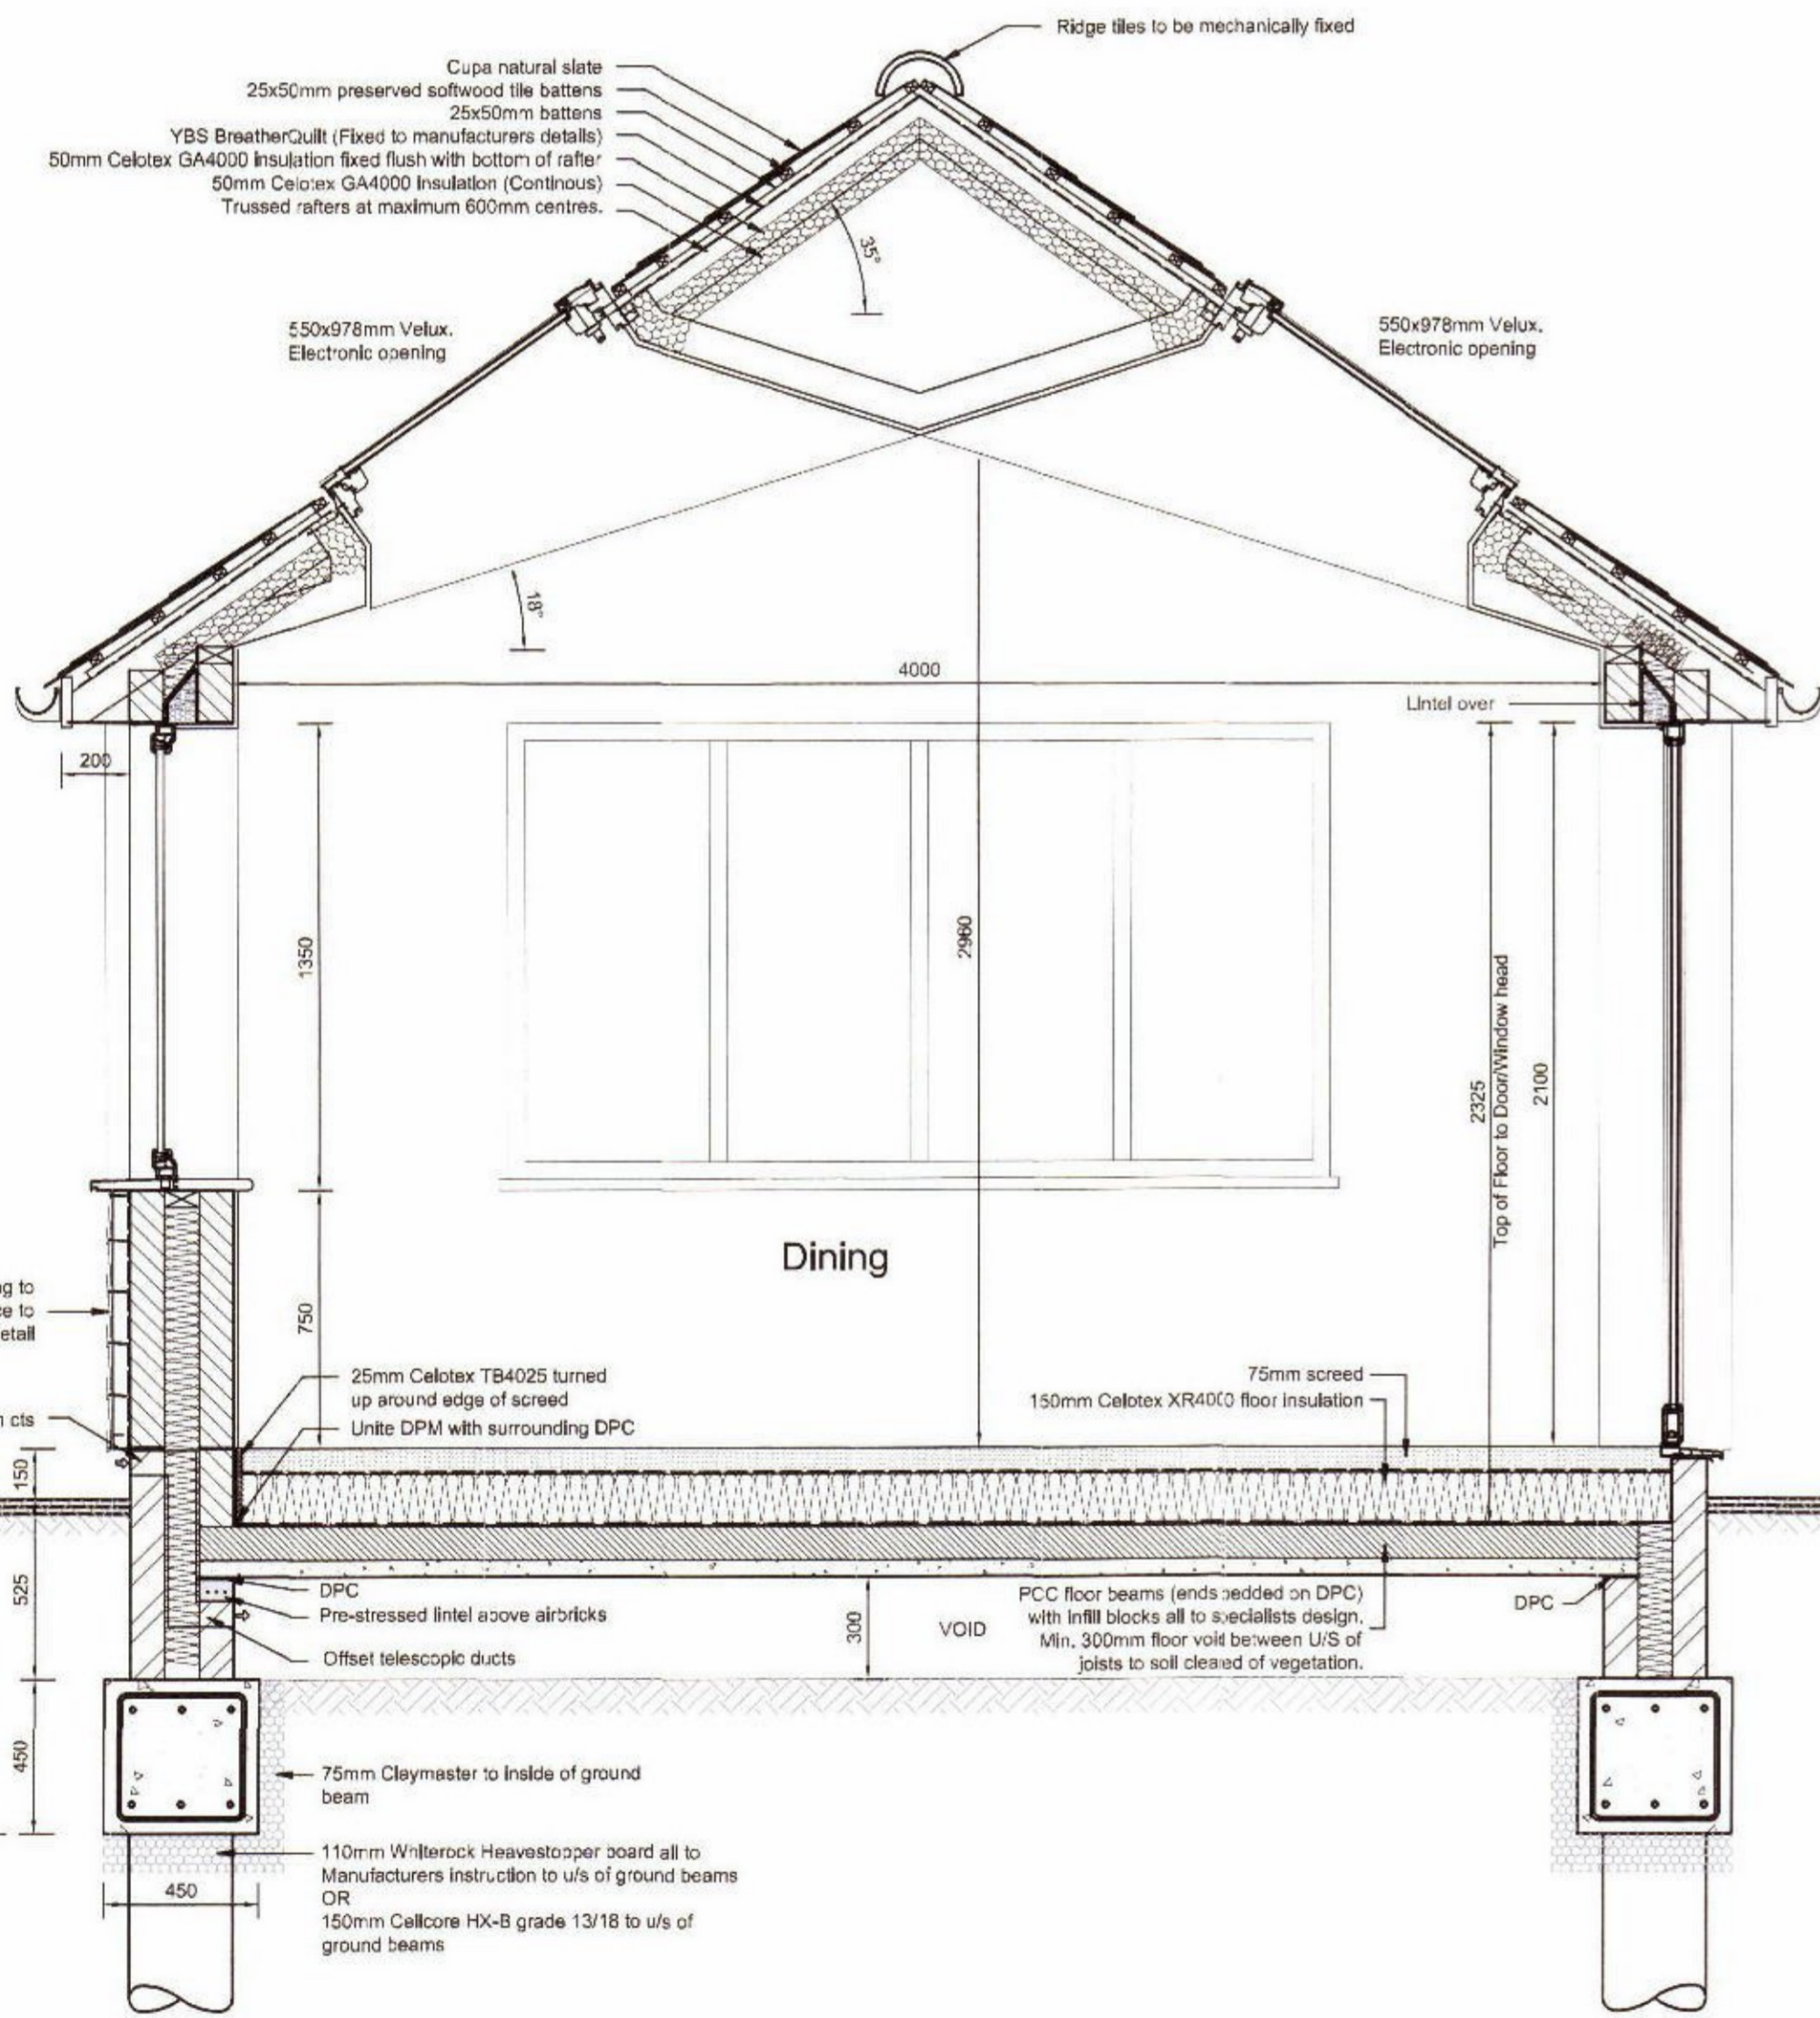 Ridge tiles to be mechanically fixed
Cupa natural slate
25x50mm preserved softwood tile battens
25x50mm battens
YBS BreatherQuilt (Fixed to manufacturers details)
50mm Celotex GA4000 insulation fixed flush with bottom of rafter
50mm Celotex GA4000 insulation (Continous)
Trussed rafters at maximum 600mm centres.
35°
550x978mm Velux.
Electronic opening
550x978mm Velux.
Electronic opening
18°
4000
Lintel over
200
1350
2960
2325
Top of Floor to Door/Window head
2100
Dining
750
g to
ce to
etail
25mm Celotex TB4025 turned
up around edge of screed
Unite DPM with surrounding DPC
75mm screed
150mm Celotex XR4000 floor insulation
n cts
150
525
DPC
Pre-stressed lintel above airbricks
Offset telescopic ducts
300
VOID
PCC floor beams (ends bedded on DPC)
with infill blocks all to specialists design.
Min. 300mm floor void between U/S of
joists to soil cleared of vegetation.
DPC
450
75mm Claymaster to inside of ground
beam
110mm Whiterock Heavestopper board all to
Manufacturers instruction to u/s of ground beams
OR
150mm Cellcore HX-B grade 13/18 to u/s of
ground beams
450